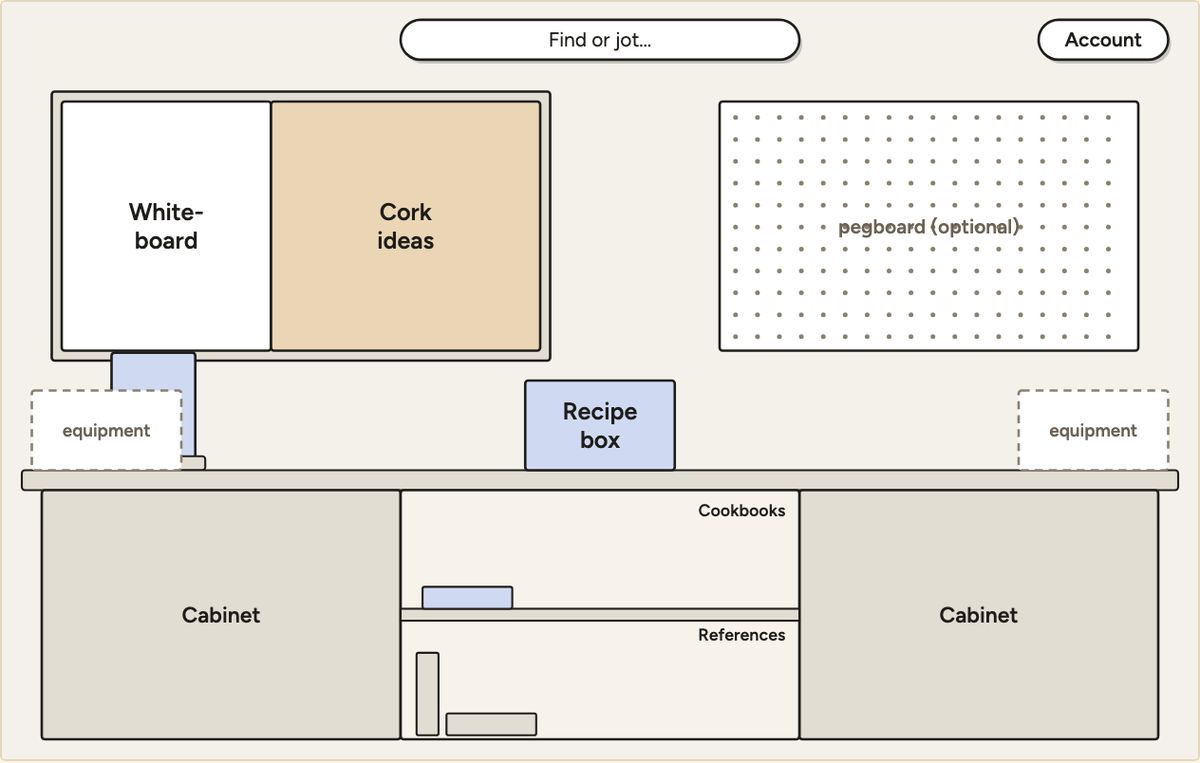 Find or jot...
Account
White-
board
Cork
ideas
pegboard (optional)
equipment
Recipe
box
equipment
Cookbooks
Cabinet
References
Cabinet